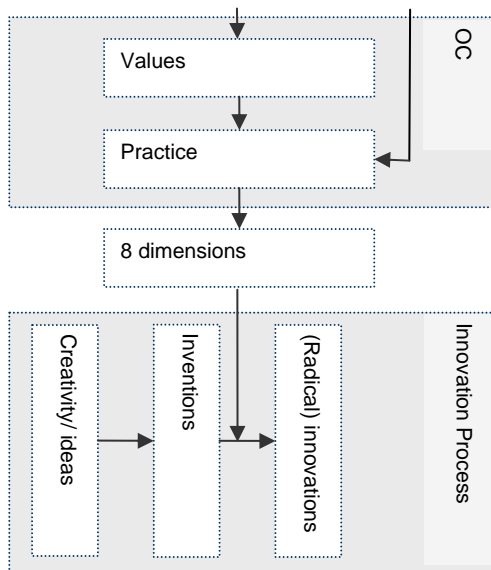 OC
Values
Practice
8 dimensions
Creativity/ ideas
Inventions
(Radical) innovations
Innovation Process